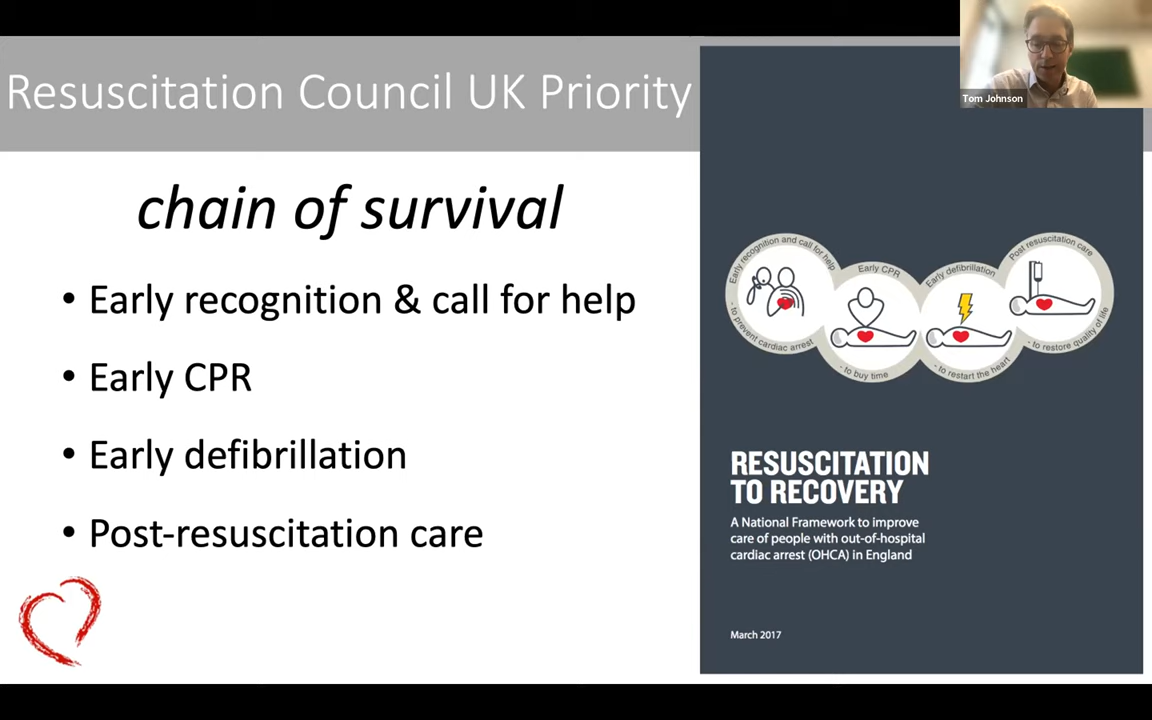 Resuscitation Council UK Priority
Tom Johnson
chain of survival
• Early recognition & call for help
• Early CPR
• Early defibrillation
• Post-resuscitation care
Early recognition and call for help
- to prevent cardiac arrest
Early CPR
- to buy time
Early defibrillation
- to restart the heart
Post resuscitation care
- to restore quality of life
RESUSCITATION
TO RECOVERY
A National Framework to improve
care of people with out-of-hospital
cardiac arrest (OHCA) in England
March 2017